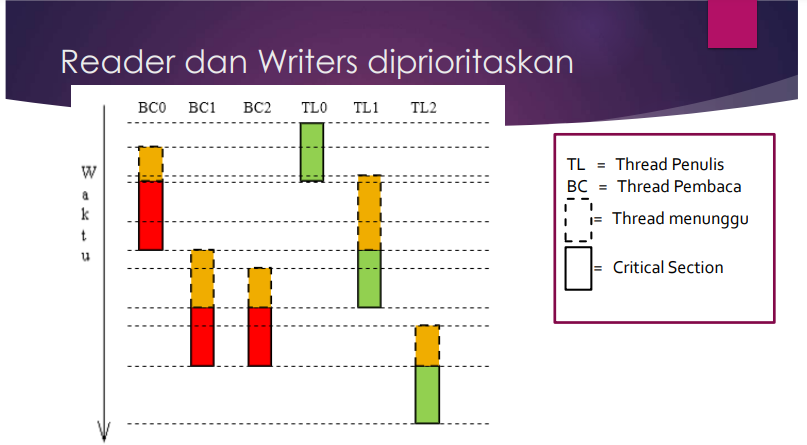 Reader dan Writers diprioritaskan
BC0 BC1 BC2 TL0 TL1 TL2
W
a
k
t
u
TL = Thread Penulis
BC = Thread Pembaca
= Thread menunggu
= Critical Section